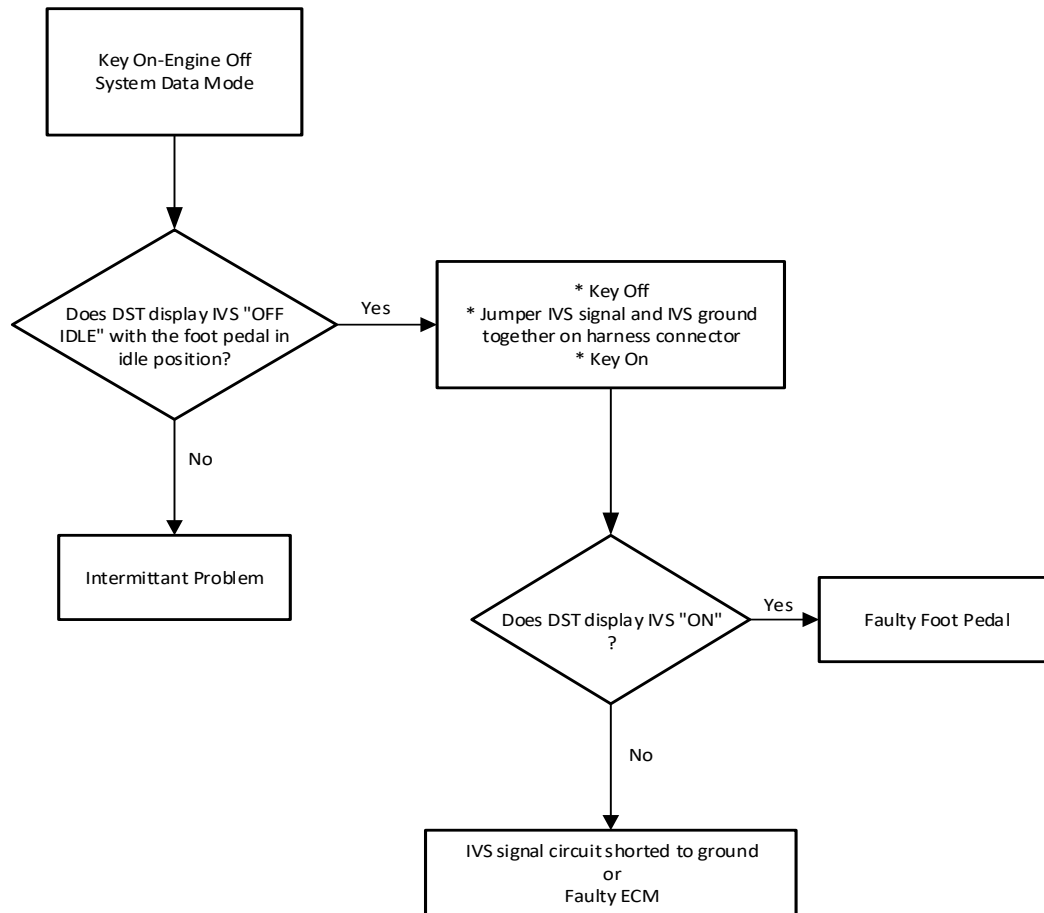 Key On-Engine Off
System Data Mode
Does DST display IVS "OFF
IDLE" with the foot pedal in
idle position?
Yes
* Key Off
* Jumper IVS signal and IVS ground
together on harness connector
* Key On
No
Intermittant Problem
Does DST display IVS "ON"
?
Yes
Faulty Foot Pedal
No
IVS signal circuit shorted to ground
or
Faulty ECM